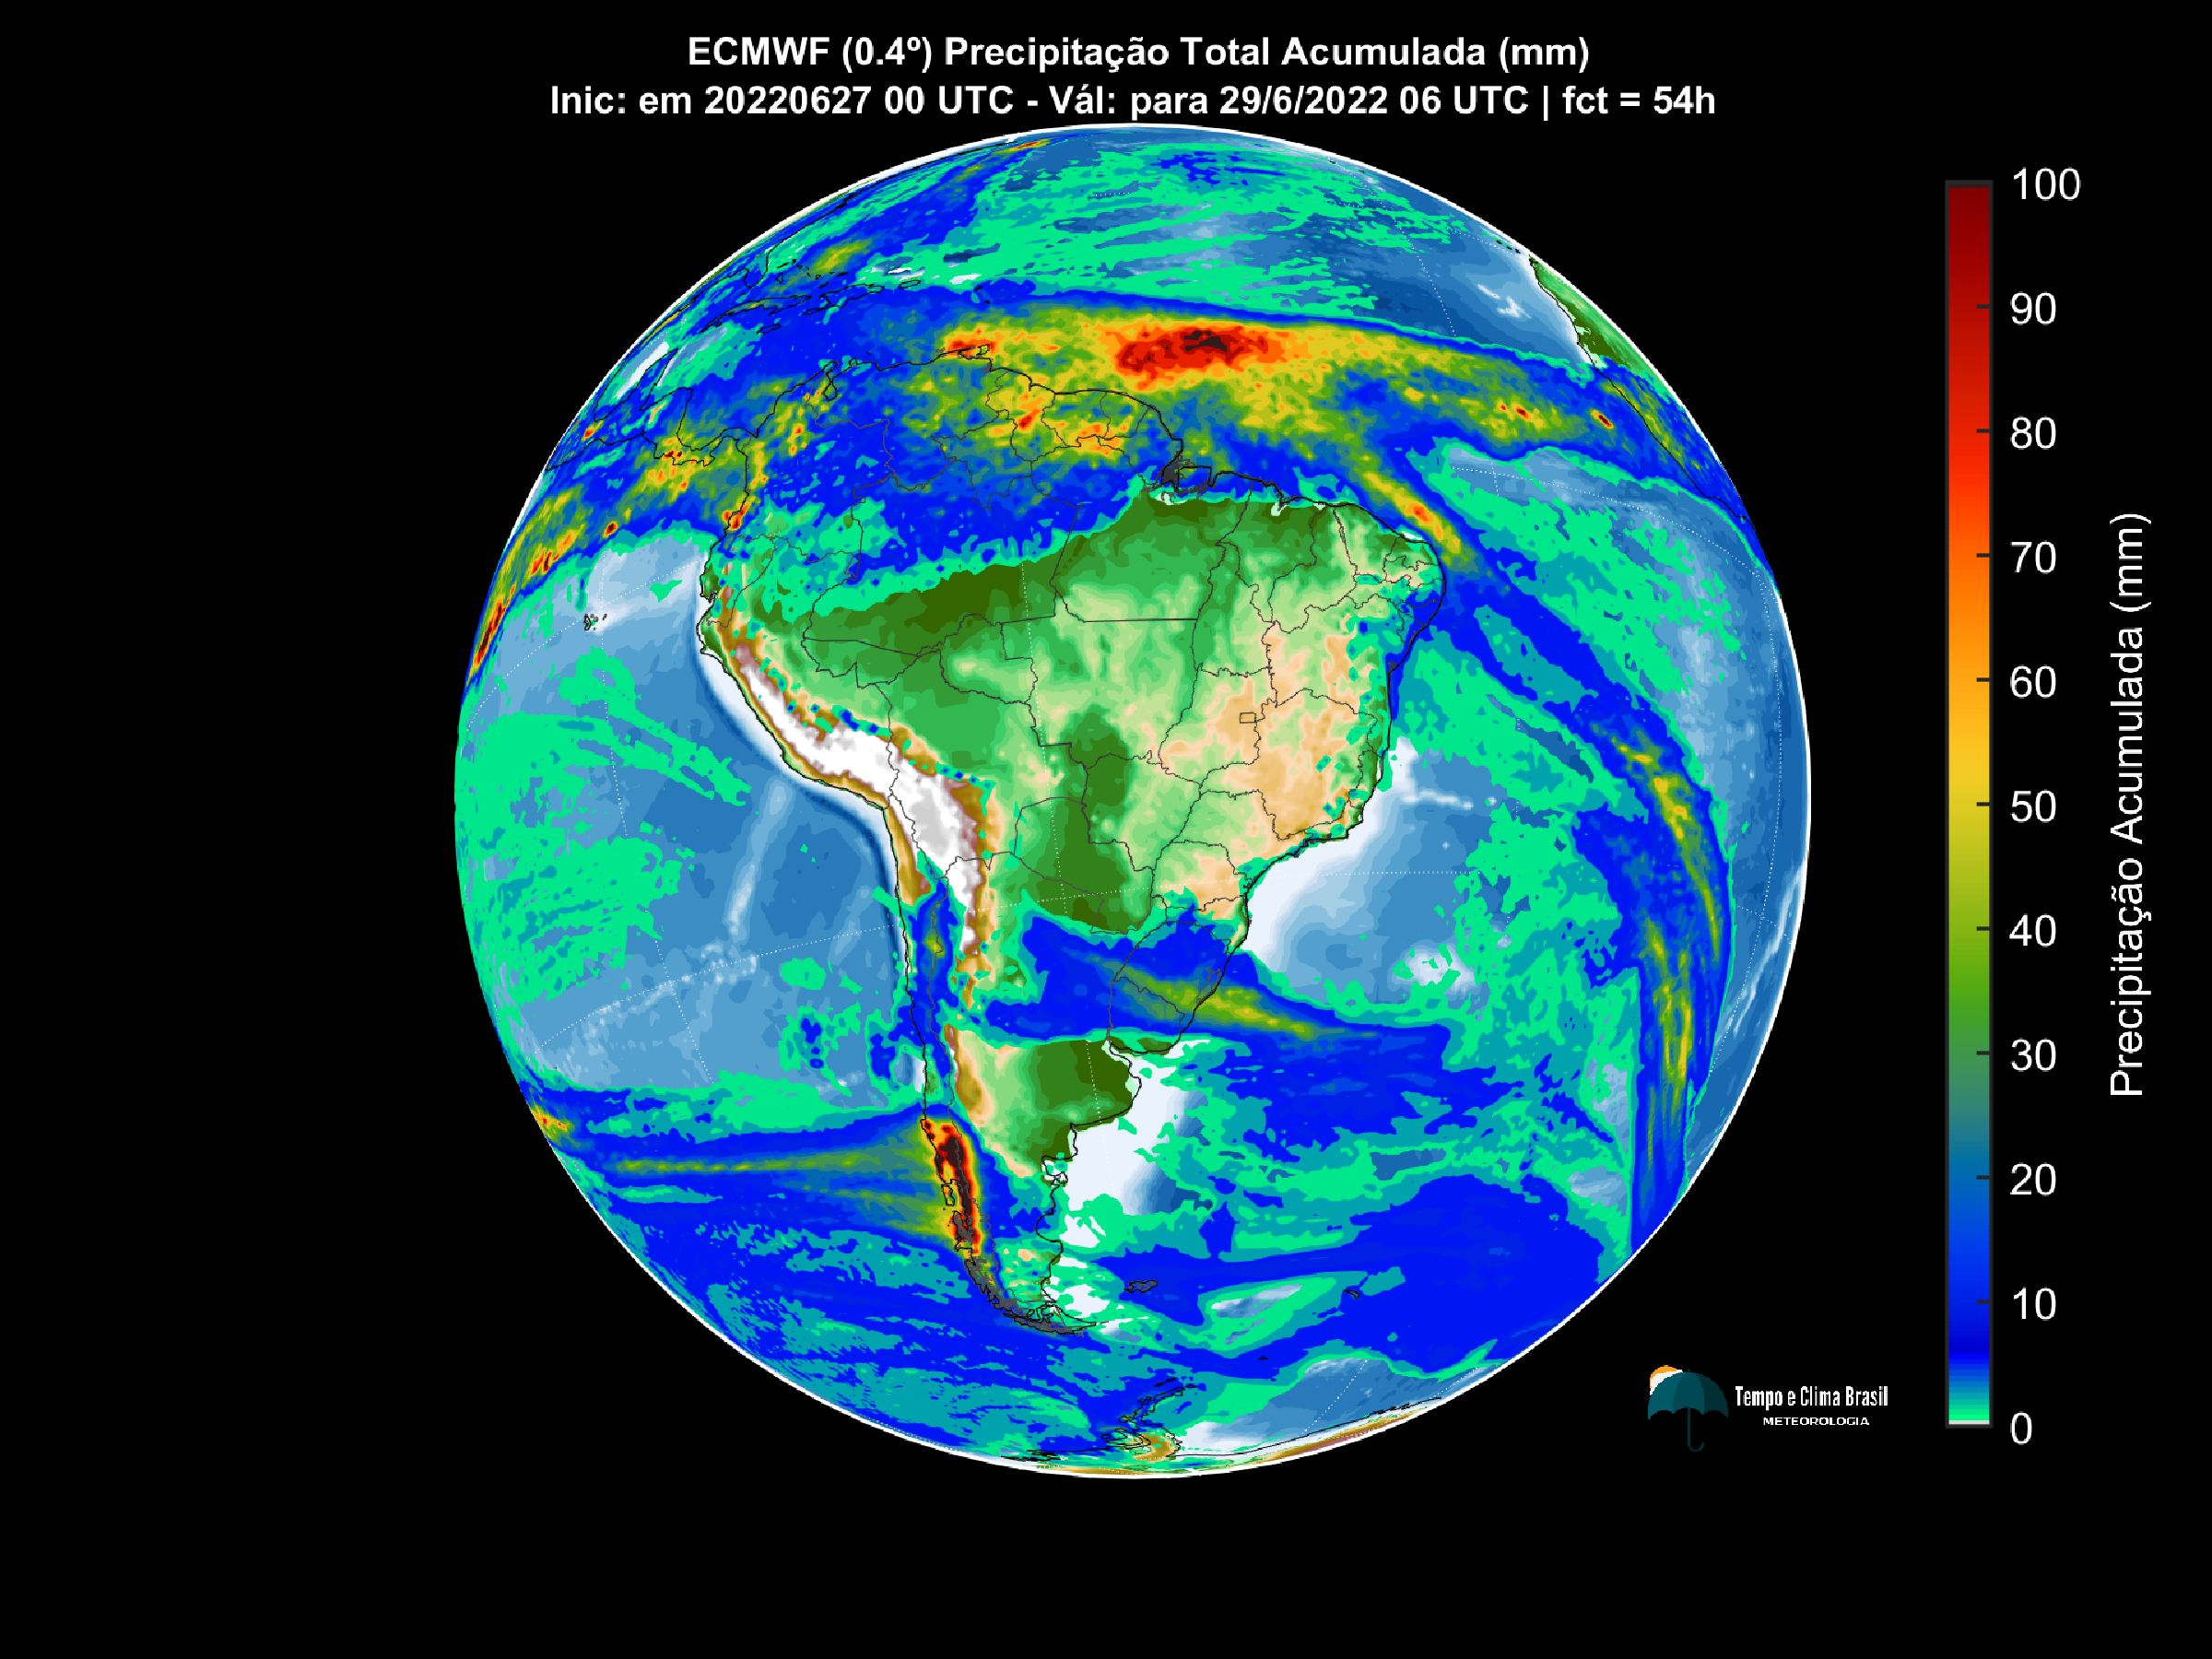 ECMWF (0.4º) Precipitação Total Acumulada (mm)
Inic: em 20220627 00 UTC - Vál: para 29/6/2022 06 UTC | fct = 54h
100
90
80
70
60
50
40
30
20
10
0
Precipitação Acumulada (mm)
Tempo e Clima Brasil
METEOROLOGIA